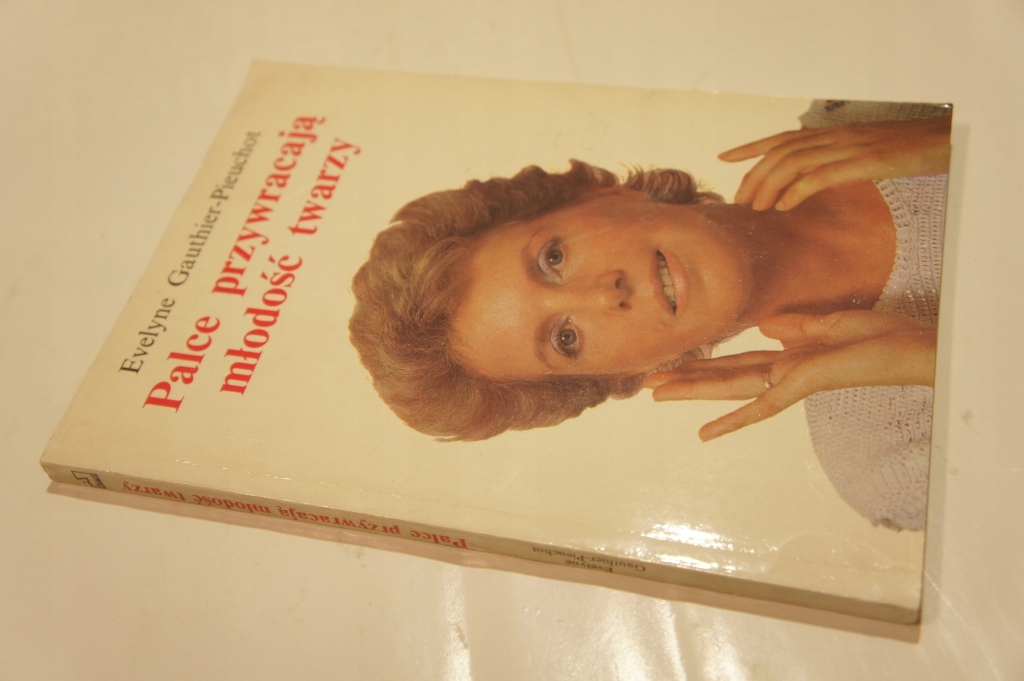 Evelyne Gauthier-Pieuchot
Palce przywracają
młodość twarzy
Evelyne
Gauthier-Pieuchot
Palce przywracają młodość twarzy